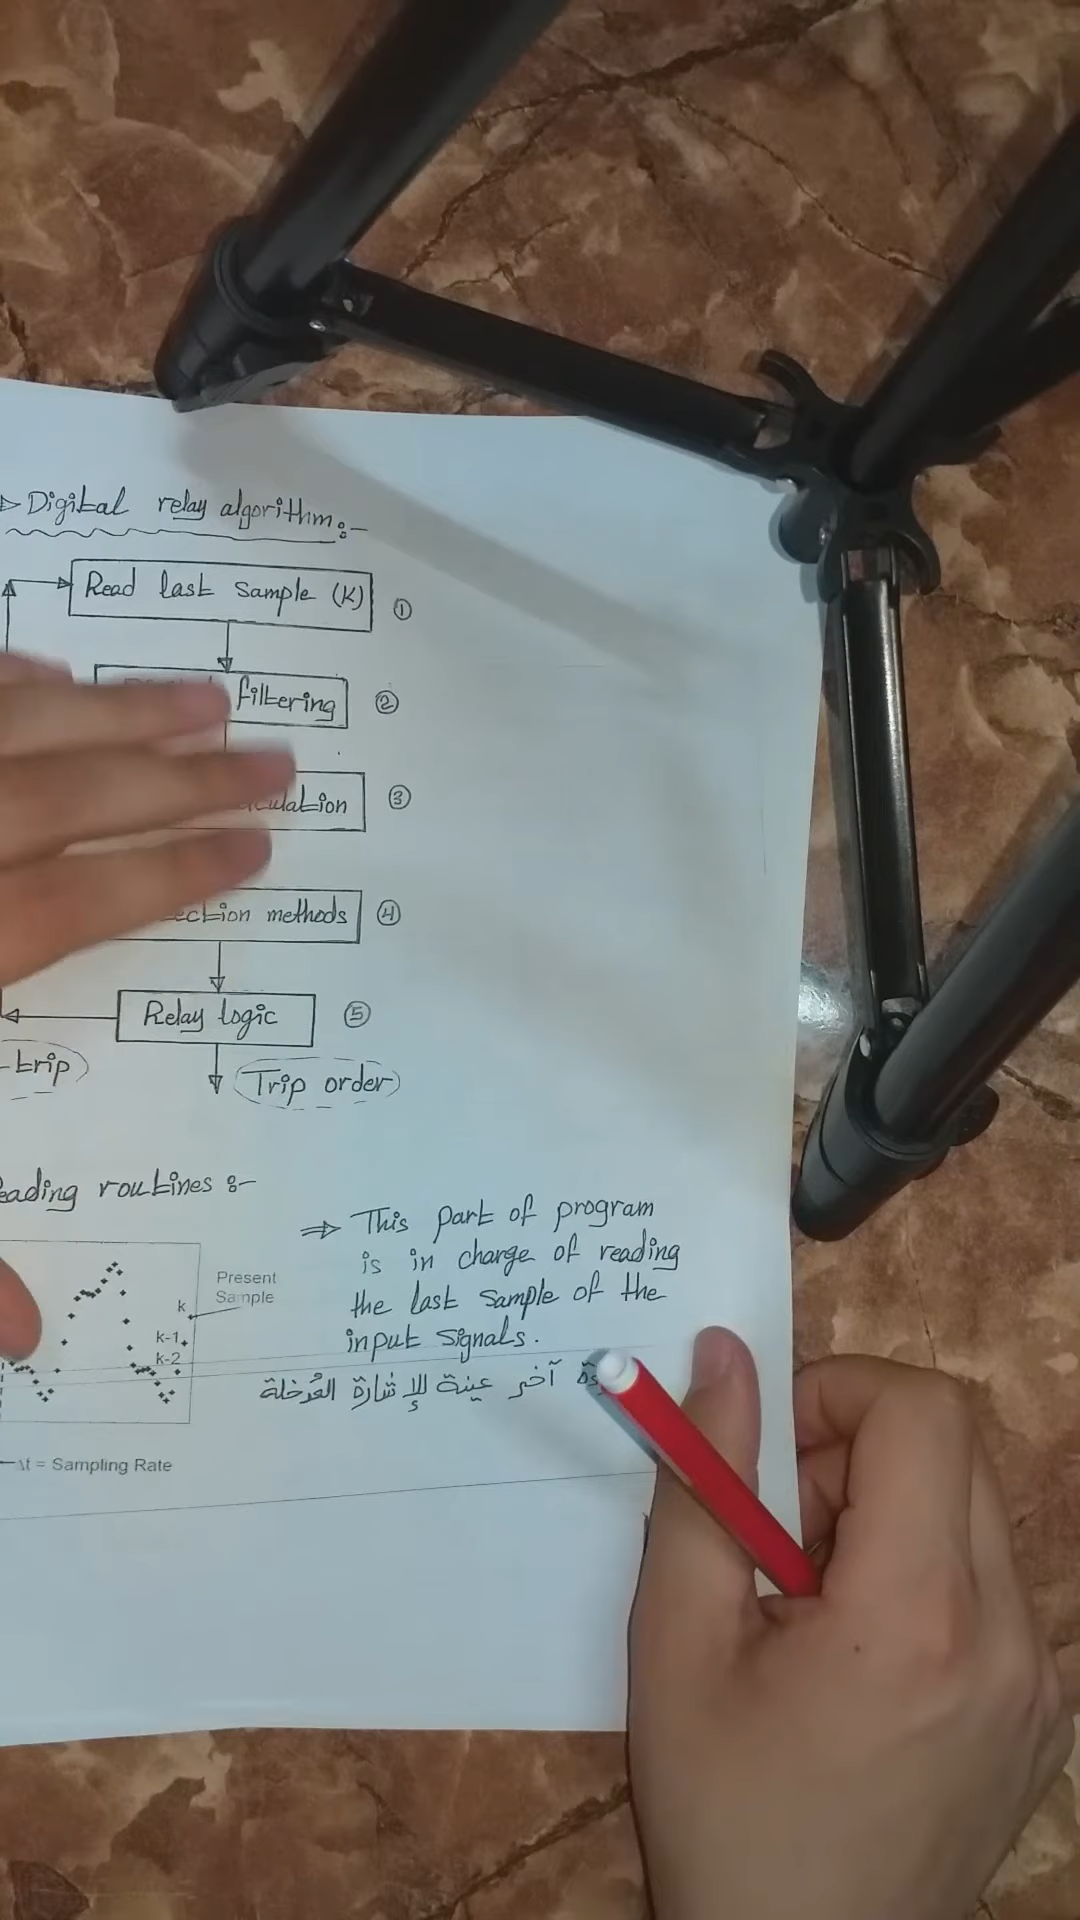 Digital relay algorithm:-
Read last sample (K)
①
filtering
②
③
methods
④
Relay logic
⑤
trip
Trip order
routines :-
⇒ This part of program
is in charge of reading
the last sample of the
input signals.
آخر عينة للإشارة المُدخلة
Present
Sample
k
k-1
k-2
Δt = Sampling Rate